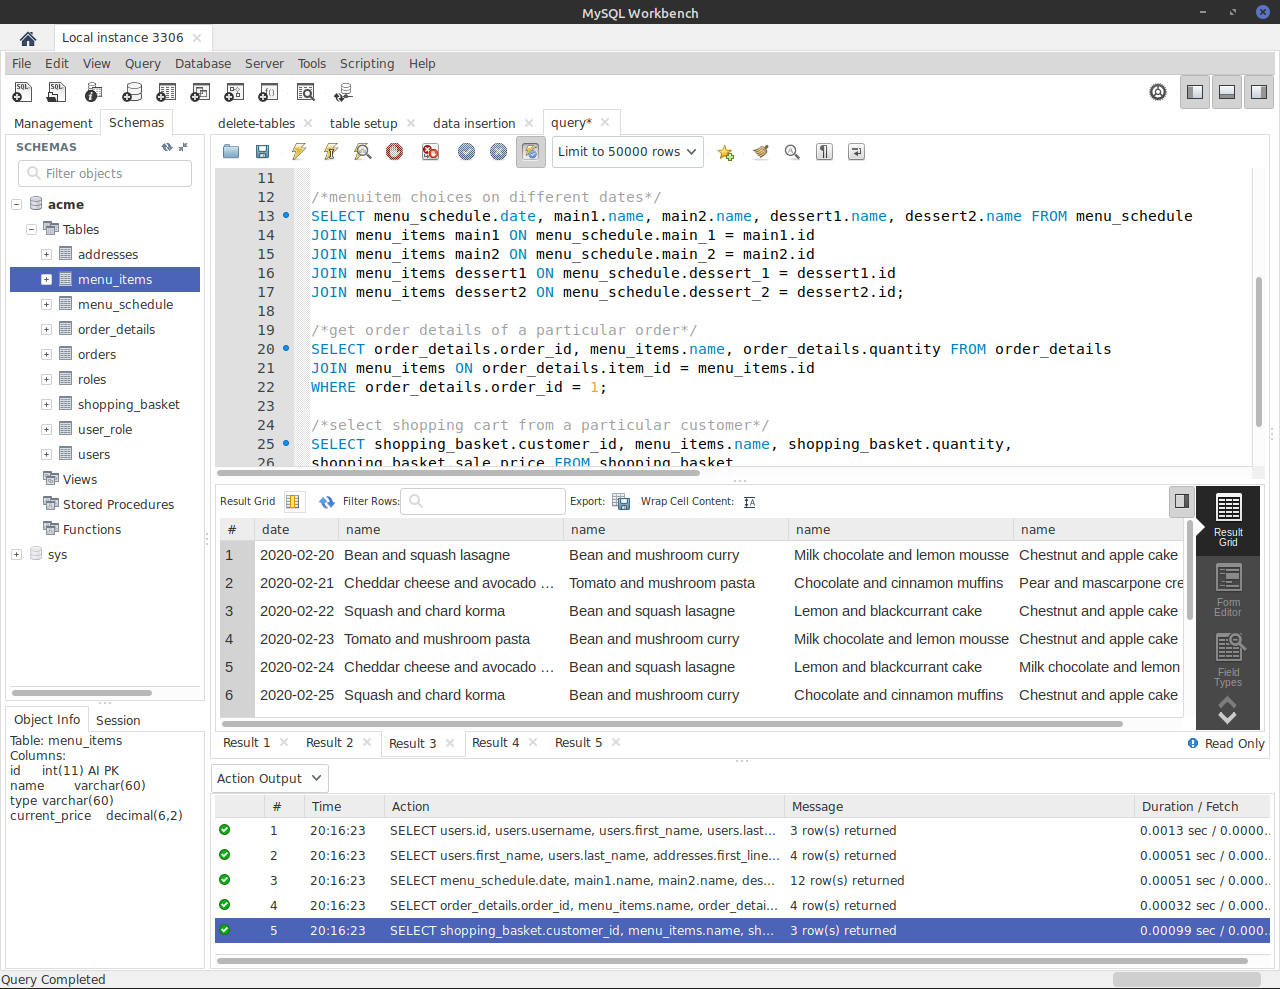 MySQL Workbench
Local instance 3306
File Edit View Query Database Server Tools Scripting Help
Management Schemas
SCHEMAS
Filter objects
acme
Tables
addresses
menu_items
menu_schedule
order_details
orders
roles
shopping_basket
user_role
users
Views
Stored Procedures
Functions
sys
Object Info Session
Table: menu_items
Columns:
id int(11) AI PK
name varchar(60)
type varchar(60)
current_price decimal(6,2)
delete-tables table setup data insertion query*
Limit to 50000 rows
11
12 /*menuitem choices on different dates*/
13 SELECT menu_schedule.date, main1.name, main2.name, dessert1.name, dessert2.name FROM menu_schedule
14 JOIN menu_items main1 ON menu_schedule.main_1 = main1.id
15 JOIN menu_items main2 ON menu_schedule.main_2 = main2.id
16 JOIN menu_items dessert1 ON menu_schedule.dessert_1 = dessert1.id
17 JOIN menu_items dessert2 ON menu_schedule.dessert_2 = dessert2.id;
18
19 /*get order details of a particular order*/
20 SELECT order_details.order_id, menu_items.name, order_details.quantity FROM order_details
21 JOIN menu_items ON order_details.item_id = menu_items.id
22 WHERE order_details.order_id = 1;
23
24 /*select shopping cart from a particular customer*/
25 SELECT shopping_basket.customer_id, menu_items.name, shopping_basket.quantity,
26 shopping_basket.sale_price FROM shopping_basket
Result Grid Filter Rows: Export: Wrap Cell Content:
# date name name name name
1 2020-02-20 Bean and squash lasagne Bean and mushroom curry Milk chocolate and lemon mousse Chestnut and apple cake
2 2020-02-21 Cheddar cheese and avocado ... Tomato and mushroom pasta Chocolate and cinnamon muffins Pear and mascarpone cre
3 2020-02-22 Squash and chard korma Bean and squash lasagne Lemon and blackcurrant cake Chestnut and apple cake
4 2020-02-23 Tomato and mushroom pasta Bean and mushroom curry Milk chocolate and lemon mousse Chestnut and apple cake
5 2020-02-24 Cheddar cheese and avocado ... Bean and squash lasagne Lemon and blackcurrant cake Milk chocolate and lemon
6 2020-02-25 Squash and chard korma Bean and mushroom curry Chocolate and cinnamon muffins Chestnut and apple cake
Result
Grid
Form
Editor
Field
Types
Result 1 Result 2 Result 3 Result 4 Result 5 Read Only
Action Output
# Time Action Message Duration / Fetch
1 20:16:23 SELECT users.id, users.username, users.first_name, users.last... 3 row(s) returned 0.0013 sec / 0.0000...
2 20:16:23 SELECT users.first_name, users.last_name, addresses.first_line... 4 row(s) returned 0.00051 sec / 0.000...
3 20:16:23 SELECT menu_schedule.date, main1.name, main2.name, des... 12 row(s) returned 0.00051 sec / 0.000...
4 20:16:23 SELECT order_details.order_id, menu_items.name, order_detai... 4 row(s) returned 0.00032 sec / 0.000...
5 20:16:23 SELECT shopping_basket.customer_id, menu_items.name, sh... 3 row(s) returned 0.00099 sec / 0.000...
Query Completed